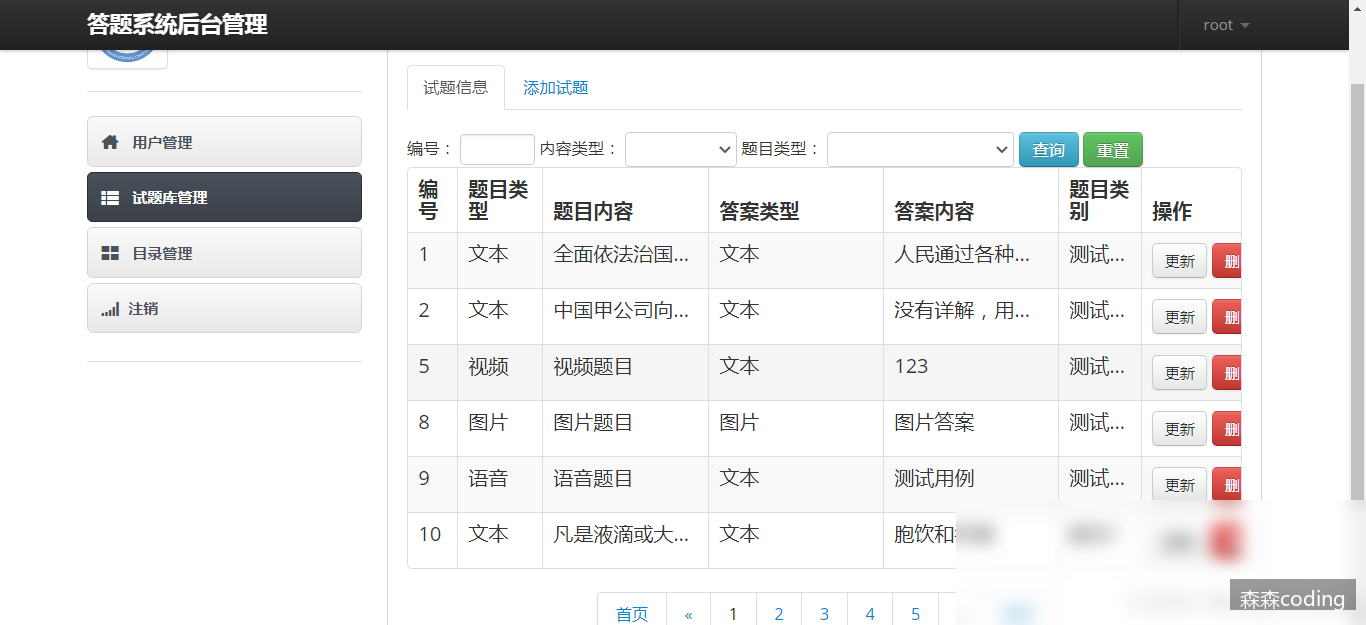 答题系统后台管理
root
试题信息 添加试题
用户管理
试题库管理
目录管理
注销
编号： 内容类型： 题目类型： 查询 重置
编号 题目类型 题目内容 答案类型 答案内容 题目类别 操作
1 文本 全面依法治国... 文本 人民通过各种... 测试... 更新 删
2 文本 中国甲公司向... 文本 没有详解，用... 测试... 更新 删
5 视频 视频题目 文本 123 测试... 更新 删
8 图片 图片题目 图片 图片答案 测试... 更新 删
9 语音 语音题目 文本 测试用例 测试... 更新 删
10 文本 凡是液滴或大... 文本 胞饮和
首页 « 1 2 3 4 5
森森coding